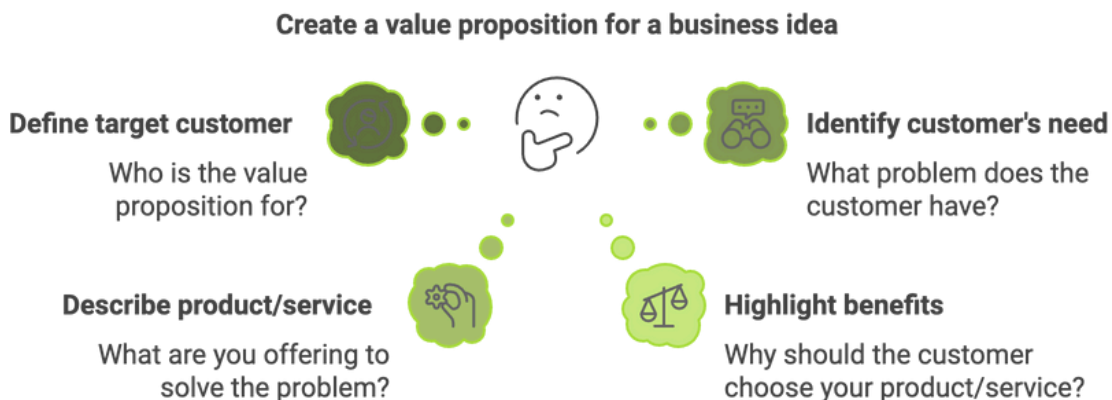 Create a value proposition for a business idea
Define target customer
Who is the value
proposition for?
Identify customer's need
What problem does the
customer have?
Describe product/service
What are you offering to
solve the problem?
Highlight benefits
Why should the customer
choose your product/service?